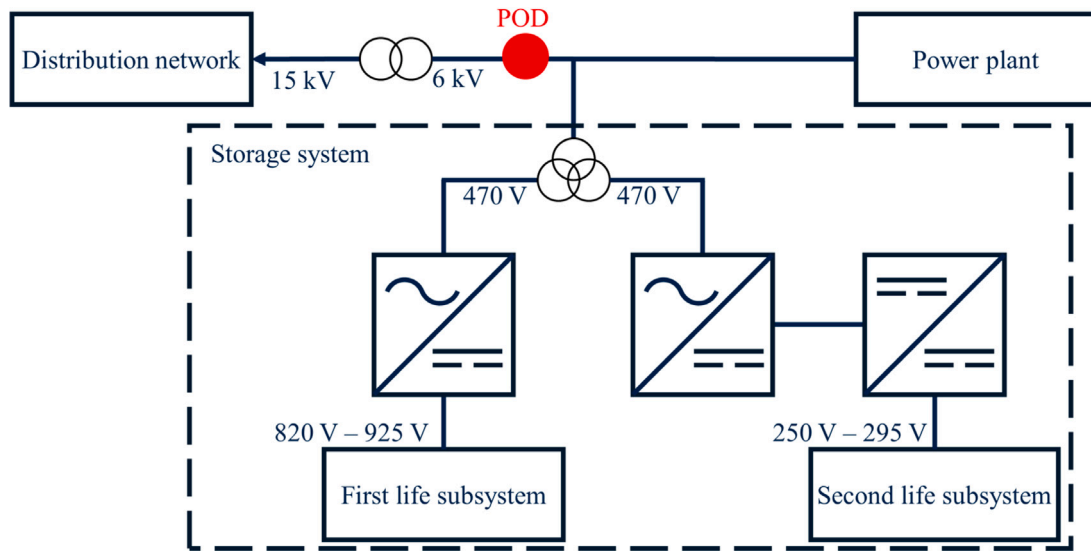 POD
Distribution network
Power plant
15 kV
6 kV
Storage system
470 V
470 V
820 V – 925 V
250 V – 295 V
First life subsystem
Second life subsystem